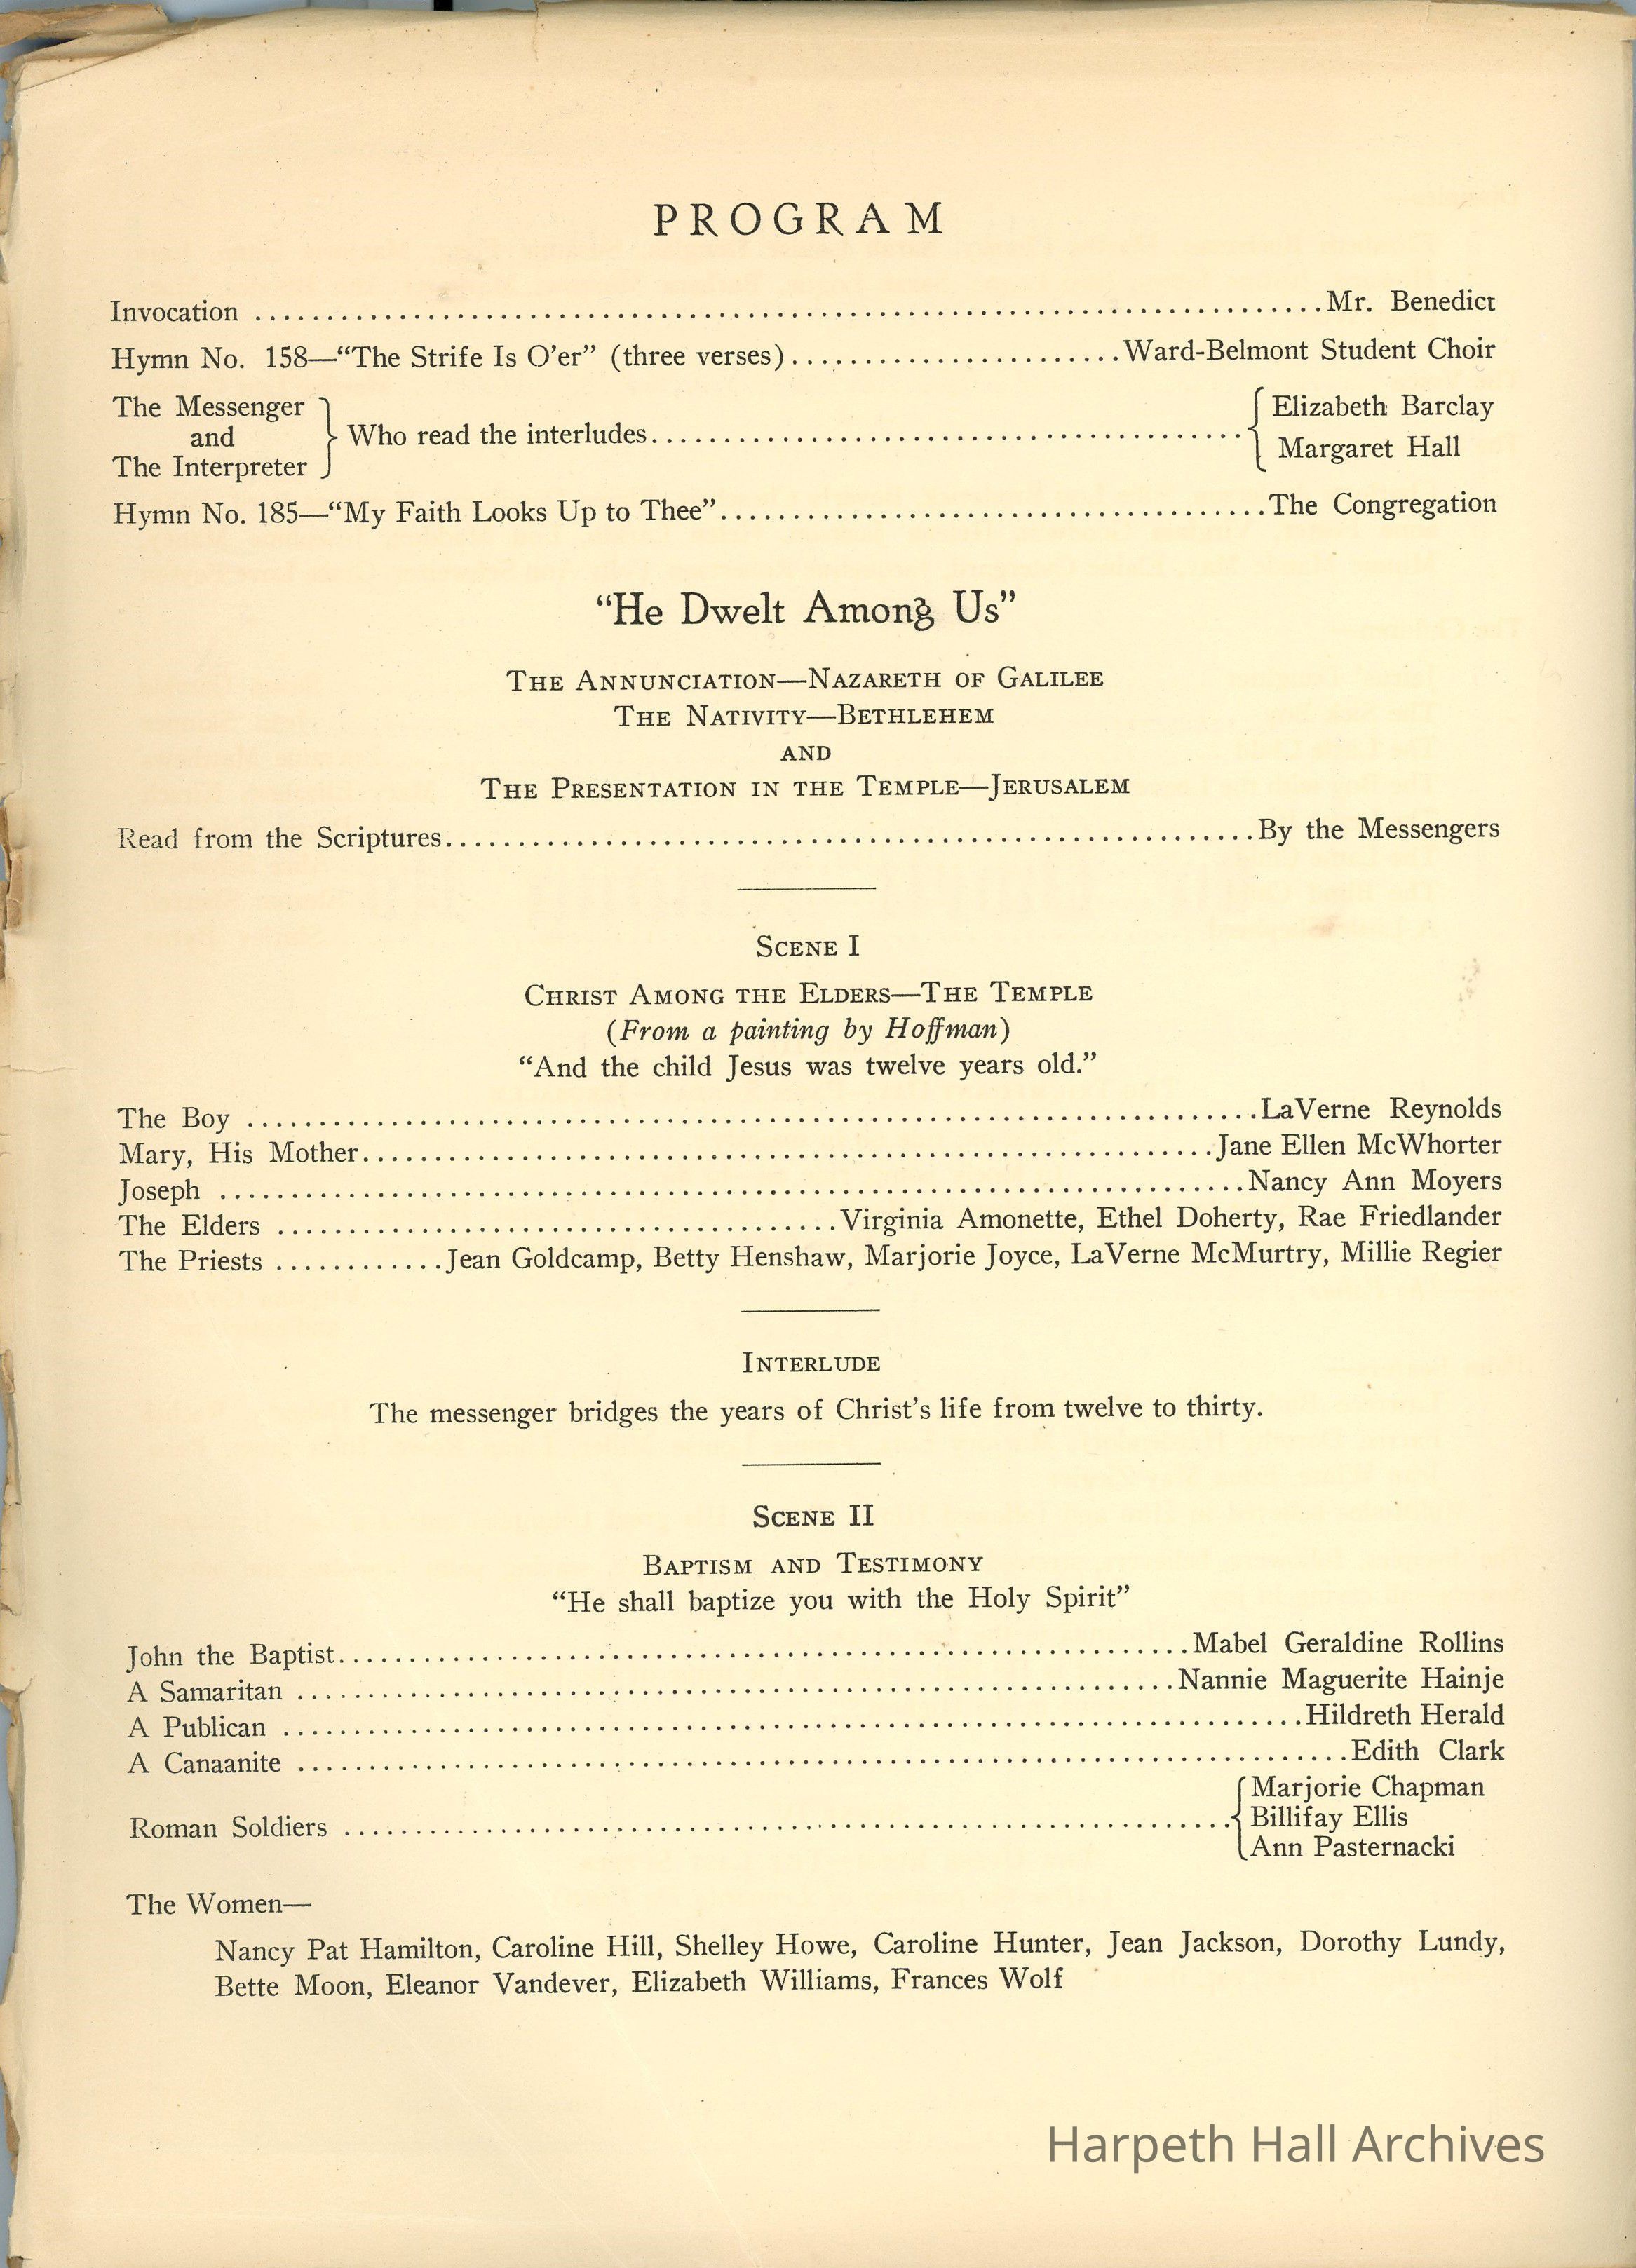 PROGRAM
Invocation ........................................................................Mr. Benedict
Hymn No. 158—“The Strife Is O’er” (three verses).......................Ward-Belmont Student Choir
The Messenger
and
The Interpreter
Who read the interludes..........................................
Elizabeth Barclay
Margaret Hall
Hymn No. 185—“My Faith Looks Up to Thee”......................................The Congregation
“He Dwelt Among Us”
The Annunciation—Nazareth of Galilee
The Nativity—Bethlehem
and
The Presentation in the Temple—Jerusalem
Read from the Scriptures.........................................................By the Messengers
Scene I
Christ Among the Elders—The Temple
(From a painting by Hoffman)
“And the child Jesus was twelve years old.”
The Boy ......................................................................LaVerne Reynolds
Mary, His Mother...........................................................Jane Ellen McWhorter
Joseph .......................................................................Nancy Ann Moyers
The Elders .......................................Virginia Amonette, Ethel Doherty, Rae Friedlander
The Priests ............Jean Goldcamp, Betty Henshaw, Marjorie Joyce, LaVerne McMurtry, Millie Regier
Interlude
The messenger bridges the years of Christ’s life from twelve to thirty.
Scene II
Baptism and Testimony
“He shall baptize you with the Holy Spirit”
John the Baptist...........................................................Mabel Geraldine Rollins
A Samaritan .............................................................Nannie Maguerite Hainje
A Publican .......................................................................Hildreth Herald
A Canaanite .........................................................................Edith Clark
Roman Soldiers ..............................................................
Marjorie Chapman
Billifay Ellis
Ann Pasternacki
The Women—
Nancy Pat Hamilton, Caroline Hill, Shelley Howe, Caroline Hunter, Jean Jackson, Dorothy Lundy,
Bette Moon, Eleanor Vandever, Elizabeth Williams, Frances Wolf
Harpeth Hall Archives